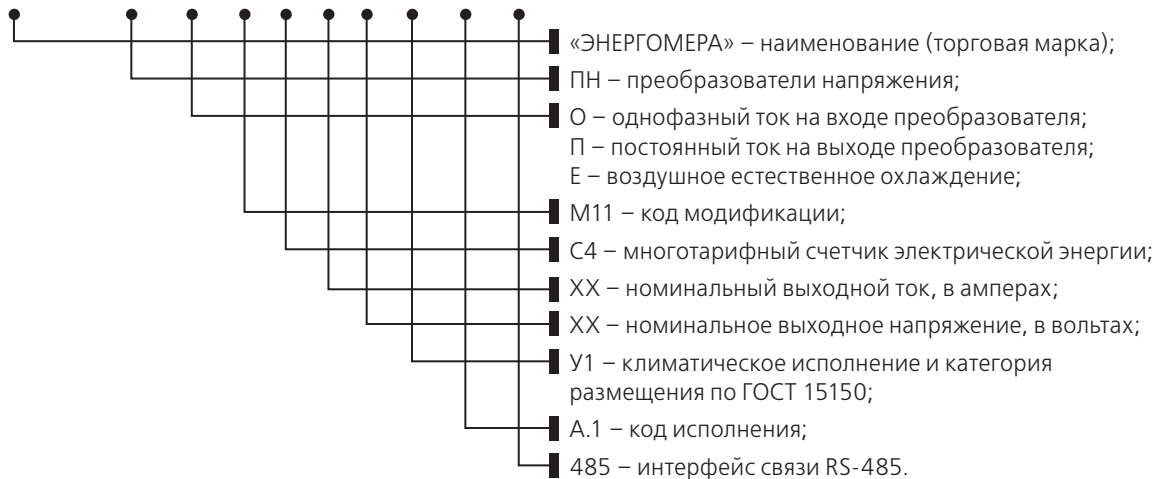 «ЭНЕРГОМЕРА» – наименование (торговая марка);
ПН – преобразователи напряжения;
О – однофазный ток на входе преобразователя;
П – постоянный ток на выходе преобразователя;
Е – воздушное естественное охлаждение;
М11 – код модификации;
С4 – многотарифный счетчик электрической энергии;
ХХ – номинальный выходной ток, в амперах;
ХХ – номинальное выходное напряжение, в вольтах;
У1 – климатическое исполнение и категория
размещения по ГОСТ 15150;
А.1 – код исполнения;
485 – интерфейс связи RS-485.